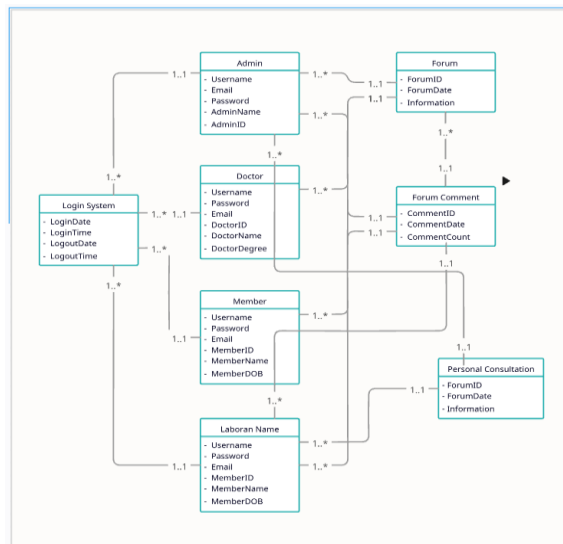 Admin
- Username
- Email
- Password
- AdminName
- AdminID
1..1
1..*
1..*
1..*
Forum
- ForumID
- ForumDate
- Information
1..1
1..1
1..*
1..1
Doctor
- Username
- Password
- Email
- DoctorID
- DoctorName
- DoctorDegree
1..*
Login System
- LoginDate
- LoginTime
- LogoutDate
- LogoutTime
1..*
1..* 1..1
1..*
1..*
Forum Comment
- CommentID
- CommentDate
- CommentCount
1..1
1..1
1..1
Member
- Username
- Password
- Email
- MemberID
- MemberName
- MemberDOB
1..1
1..*
1..*
Personal Consultation
- ForumID
- ForumDate
- Information
1..1
1..1
Laboran Name
- Username
- Password
- Email
- MemberID
- MemberName
- MemberDOB
1..1
1..*
1..*